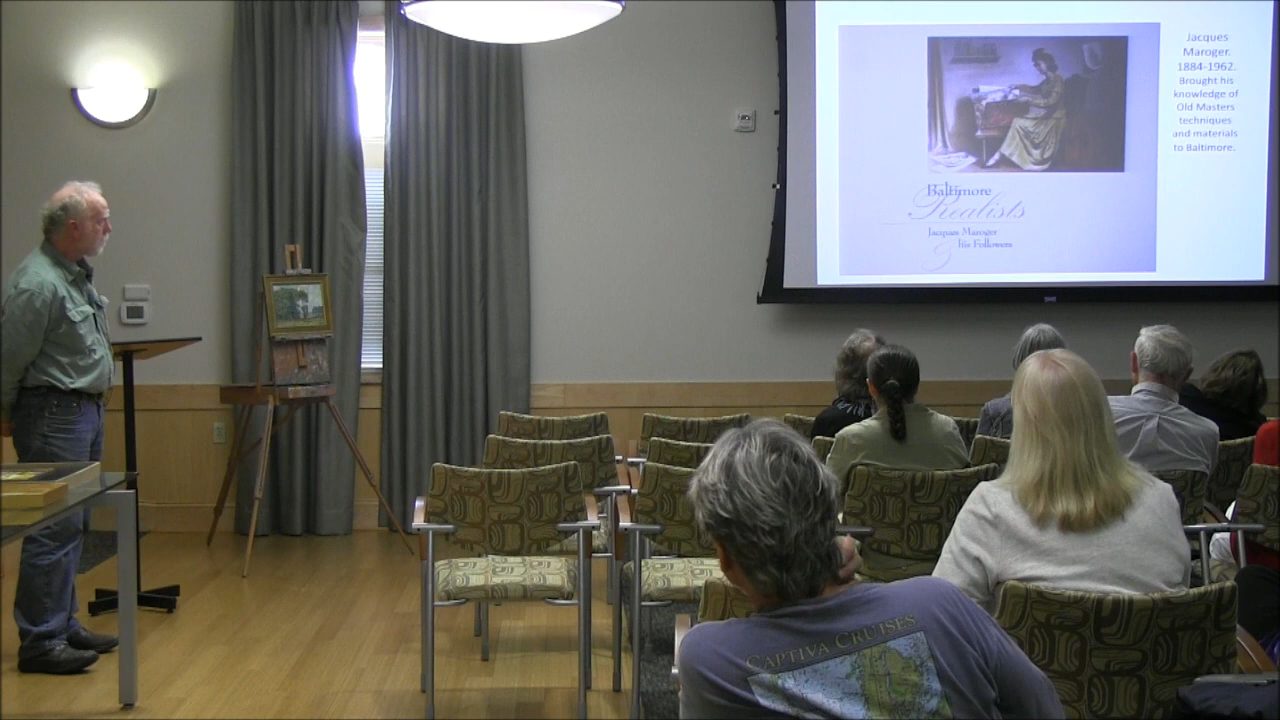 Jacques
Maroger.
1884-1962.
Brought his
knowledge of
Old Masters
techniques
and materials
to Baltimore.
Baltimore
Realists
Jacques Maroger
& his Followers
CAPTIVA CRUISES